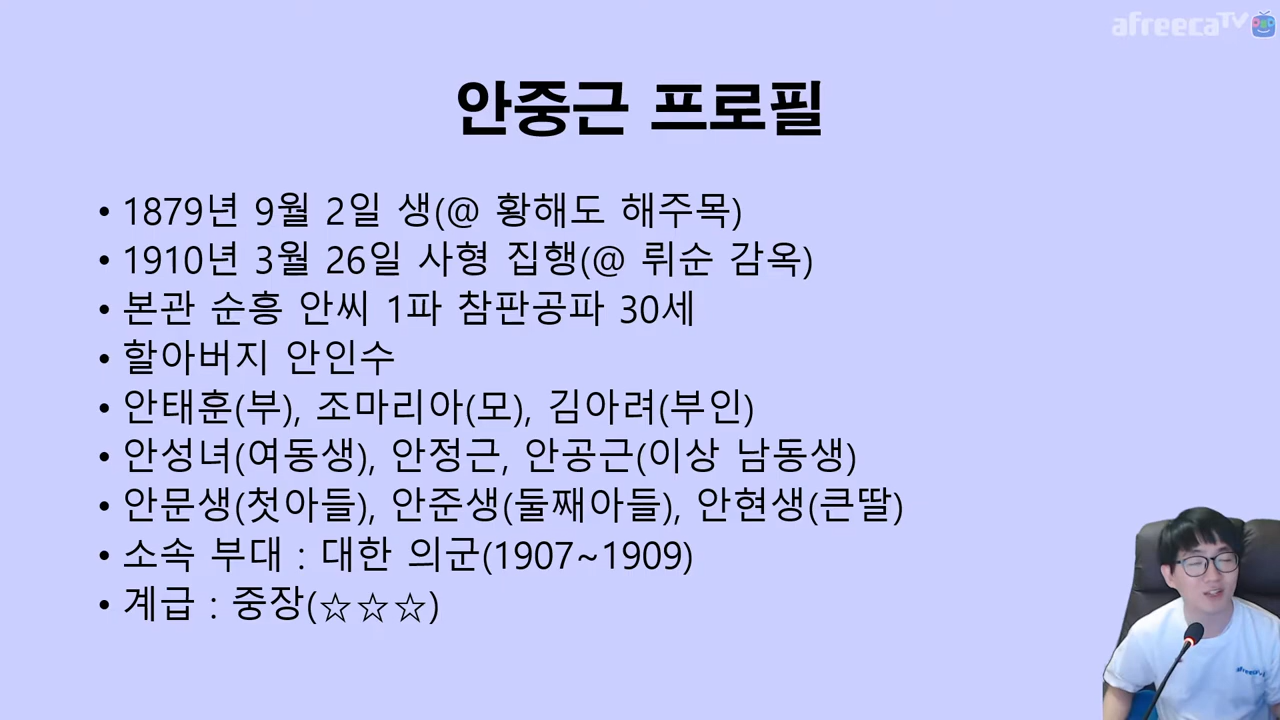 afreecaTV
안중근 프로필
• 1879년 9월 2일 생(@ 황해도 해주목)
• 1910년 3월 26일 사형 집행(@ 뤼순 감옥)
• 본관 순흥 안씨 1파 참판공파 30세
• 할아버지 안인수
• 안태훈(부), 조마리아(모), 김아려(부인)
• 안성녀(여동생), 안정근, 안공근(이상 남동생)
• 안문생(첫아들), 안준생(둘째아들), 안현생(큰딸)
• 소속 부대 : 대한 의군(1907~1909)
• 계급 : 중장(☆☆☆)